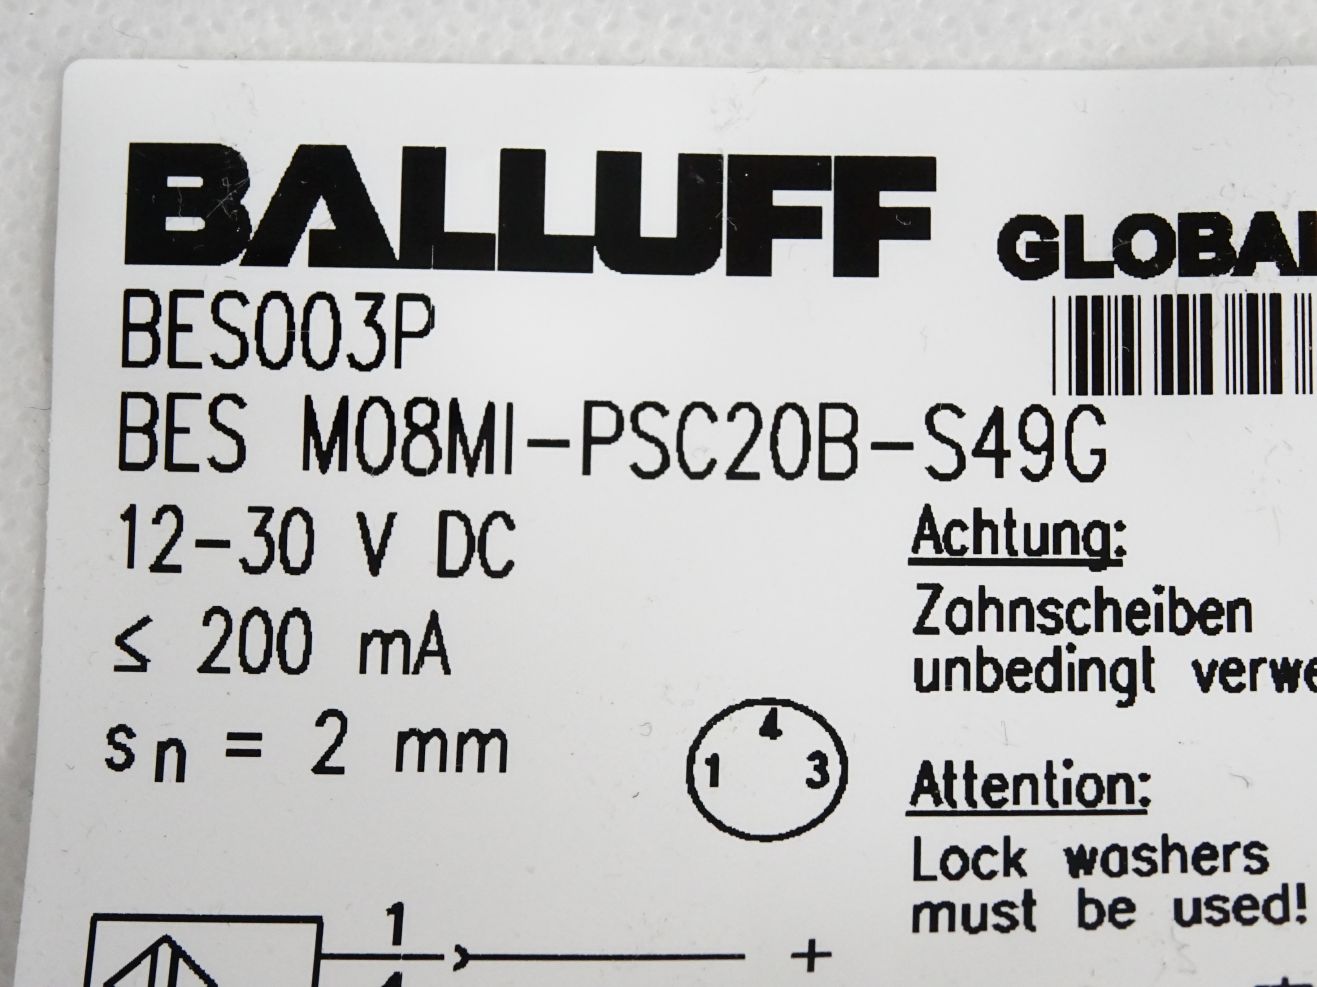 BALLUFF GLOBAL
BES003P
BES M08MI-PSC20B-S49G
12-30 V DC
≤ 200 mA
sn = 2 mm
Achtung:
Zahnscheiben
unbedingt
4
1 3
Attention:
Lock washers
must be used!
1
+